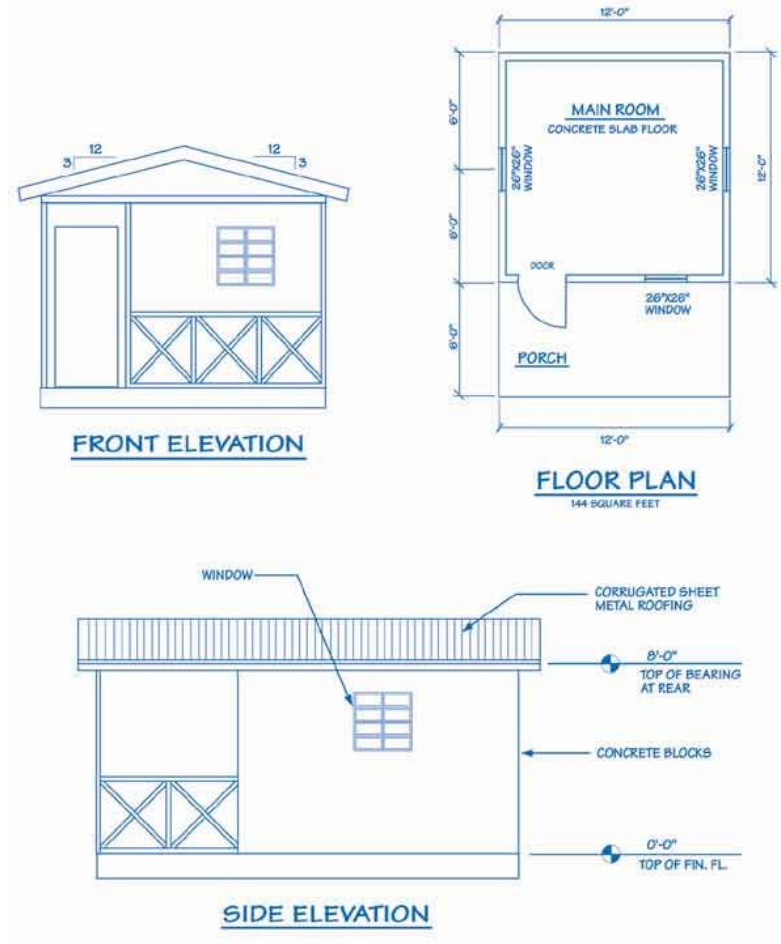 12
3
12
3
FRONT ELEVATION
12'-0"
6'-0"
6'-0"
6'-0"
12'-0"
MAIN ROOM
CONCRETE SLAB FLOOR
26"X26"
WINDOW
26"X26"
WINDOW
DOOR
26"X26"
WINDOW
PORCH
12'-0"
FLOOR PLAN
144 SQUARE FEET
WINDOW
CORRUGATED SHEET
METAL ROOFING
8'-0"
TOP OF BEARING
AT REAR
CONCRETE BLOCKS
0'-0"
TOP OF FIN. FL.
SIDE ELEVATION